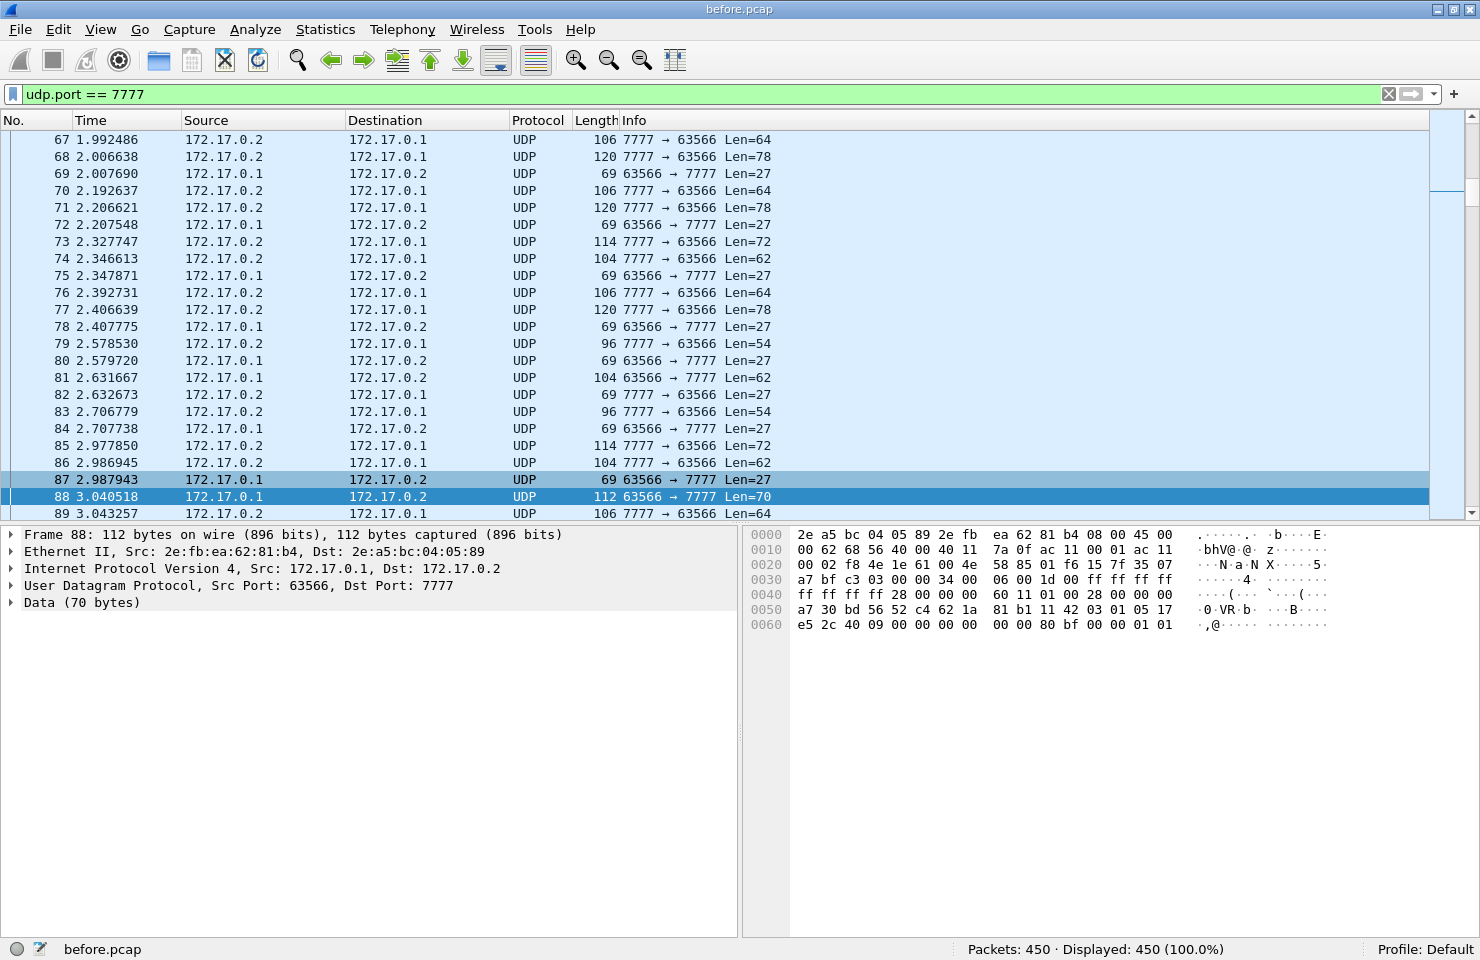 before.pcap
File Edit View Go Capture Analyze Statistics Telephony Wireless Tools Help
udp.port == 7777
No. Time Source Destination Protocol Length Info
67 1.992486 172.17.0.2 172.17.0.1 UDP 106 7777 → 63566 Len=64
68 2.006638 172.17.0.2 172.17.0.1 UDP 120 7777 → 63566 Len=78
69 2.007690 172.17.0.1 172.17.0.2 UDP 69 63566 → 7777 Len=27
70 2.192637 172.17.0.2 172.17.0.1 UDP 106 7777 → 63566 Len=64
71 2.206621 172.17.0.2 172.17.0.1 UDP 120 7777 → 63566 Len=78
72 2.207548 172.17.0.1 172.17.0.2 UDP 69 63566 → 7777 Len=27
73 2.327747 172.17.0.2 172.17.0.1 UDP 114 7777 → 63566 Len=72
74 2.346613 172.17.0.2 172.17.0.1 UDP 104 7777 → 63566 Len=62
75 2.347871 172.17.0.1 172.17.0.2 UDP 69 63566 → 7777 Len=27
76 2.392731 172.17.0.2 172.17.0.1 UDP 106 7777 → 63566 Len=64
77 2.406639 172.17.0.2 172.17.0.1 UDP 120 7777 → 63566 Len=78
78 2.407775 172.17.0.1 172.17.0.2 UDP 69 63566 → 7777 Len=27
79 2.578530 172.17.0.2 172.17.0.1 UDP 96 7777 → 63566 Len=54
80 2.579720 172.17.0.1 172.17.0.2 UDP 69 63566 → 7777 Len=27
81 2.631667 172.17.0.1 172.17.0.2 UDP 104 63566 → 7777 Len=62
82 2.632673 172.17.0.2 172.17.0.1 UDP 69 7777 → 63566 Len=27
83 2.706779 172.17.0.2 172.17.0.1 UDP 96 7777 → 63566 Len=54
84 2.707738 172.17.0.1 172.17.0.2 UDP 69 63566 → 7777 Len=27
85 2.977850 172.17.0.2 172.17.0.1 UDP 114 7777 → 63566 Len=72
86 2.986945 172.17.0.2 172.17.0.1 UDP 104 7777 → 63566 Len=62
87 2.987943 172.17.0.1 172.17.0.2 UDP 69 63566 → 7777 Len=27
88 3.040518 172.17.0.1 172.17.0.2 UDP 112 63566 → 7777 Len=70
89 3.043257 172.17.0.2 172.17.0.1 UDP 106 7777 → 63566 Len=64
Frame 88: 112 bytes on wire (896 bits), 112 bytes captured (896 bits)
Ethernet II, Src: 2e:fb:ea:62:81:b4, Dst: 2e:a5:bc:04:05:89
Internet Protocol Version 4, Src: 172.17.0.1, Dst: 172.17.0.2
User Datagram Protocol, Src Port: 63566, Dst Port: 7777
Data (70 bytes)
0000 2e a5 bc 04 05 89 2e fb ea 62 81 b4 08 00 45 00 .·····.· ·b····E·
0010 00 62 68 56 40 00 40 11 7a 0f ac 11 00 01 ac 11 ·bhV@·@· z·······
0020 00 02 f8 4e 1e 61 00 4e 58 85 01 f6 15 7f 35 07 ···N·a·N X·····5·
0030 a7 bf c3 03 00 00 34 00 06 00 1d 00 ff ff ff ff ······4· ········
0040 ff ff ff ff 28 00 00 00 60 11 01 00 28 00 00 00 ····(··· `···(···
0050 a7 30 bd 56 52 c4 62 1a 81 b1 11 42 03 01 05 17 ·0·VR·b· ···B····
0060 e5 2c 40 09 00 00 00 00 00 00 80 bf 00 00 01 01 ·,@····· ········
before.pcap
Packets: 450 · Displayed: 450 (100.0%)
Profile: Default